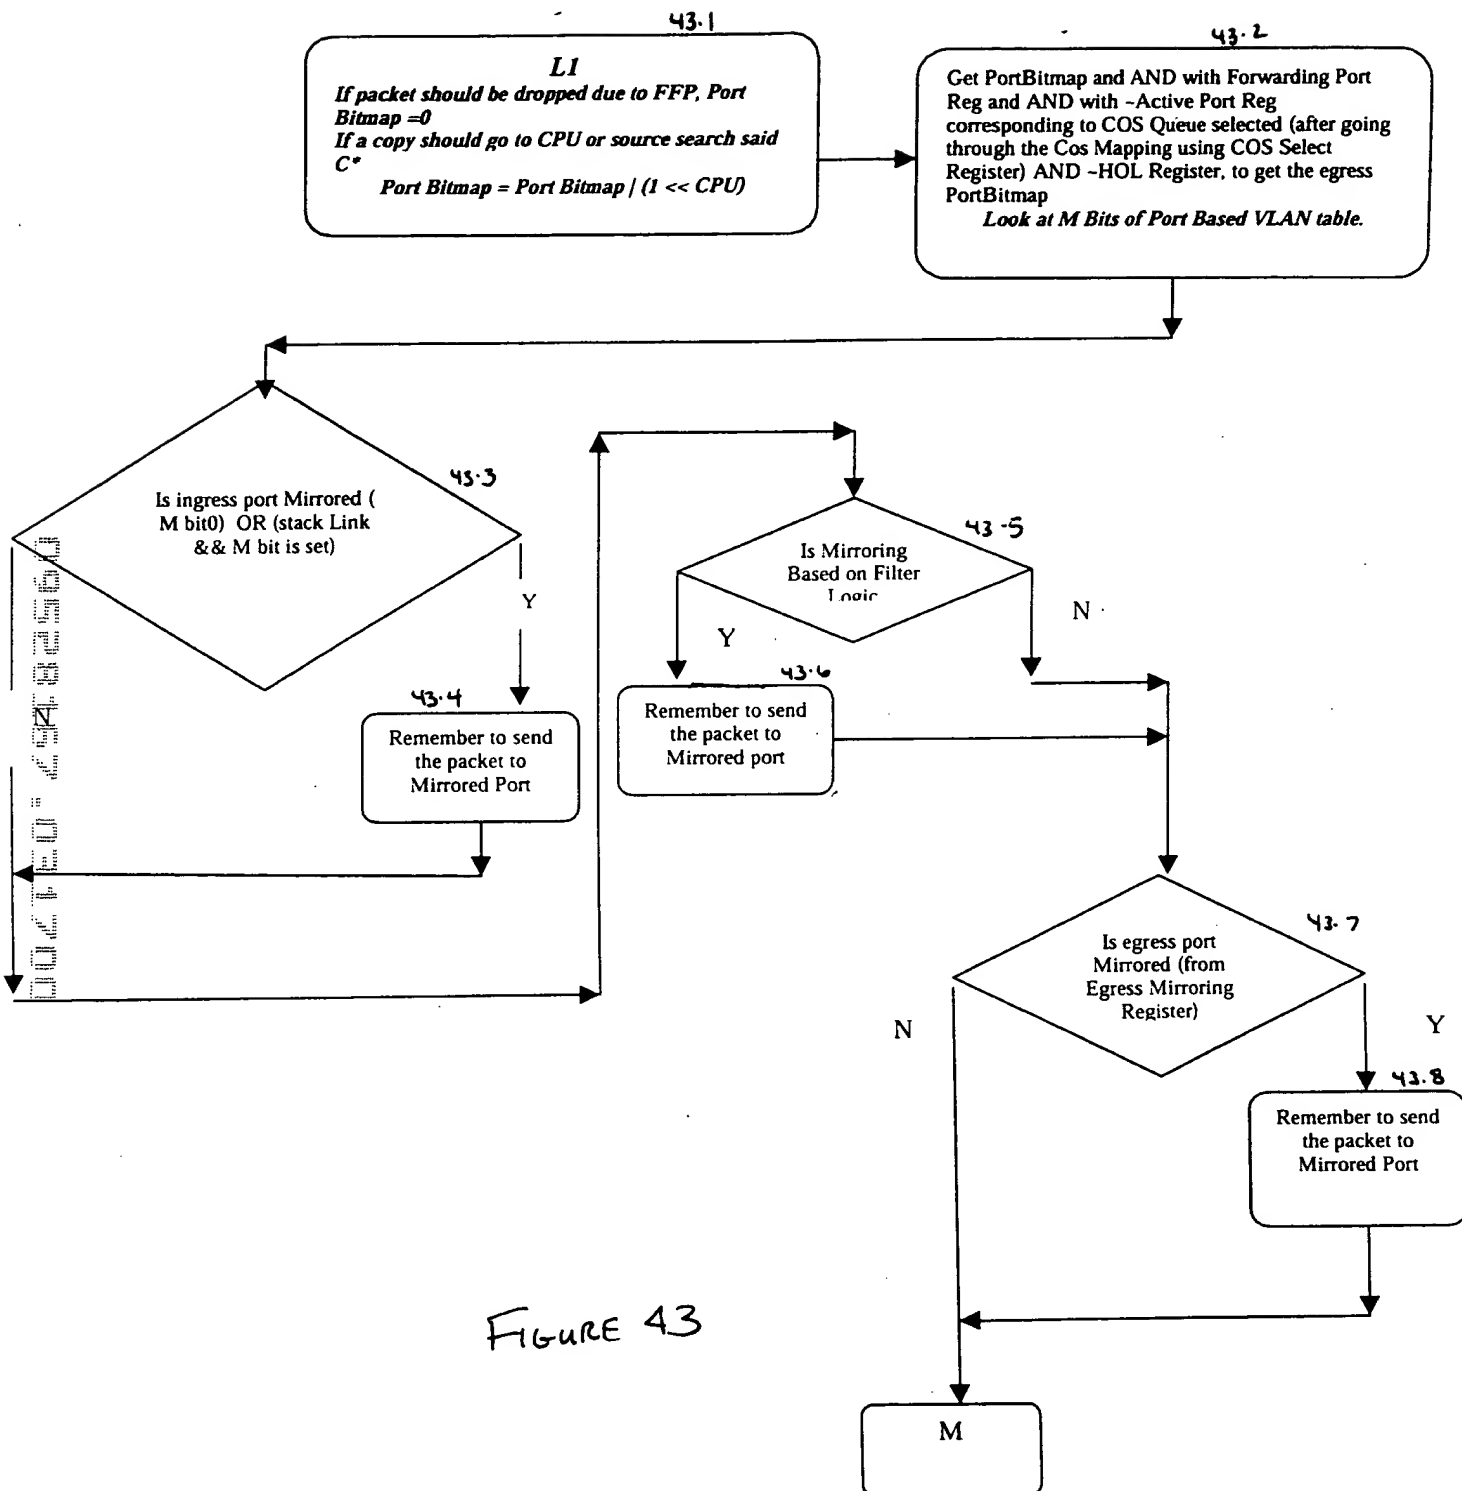 43.1
L1
If packet should be dropped due to FFP, Port
Bitmap =0
If a copy should go to CPU or source search said
C*
Port Bitmap = Port Bitmap | (1 << CPU)
43.2
Get PortBitmap and AND with Forwarding Port
Reg and AND with ~Active Port Reg
corresponding to COS Queue selected (after going
through the Cos Mapping using COS Select
Register) AND ~HOL Register, to get the egress
PortBitmap
Look at M Bits of Port Based VLAN table.
43.3
Is ingress port Mirrored (
M bit0) OR (stack Link
&& M bit is set)
Y
N
43.4
Remember to send
the packet to
Mirrored Port
43-5
Is Mirroring
Based on Filter
Logic
Y
N
43.6
Remember to send
the packet to
Mirrored port
43.7
Is egress port
Mirrored (from
Egress Mirroring
Register)
N
Y
43.8
Remember to send
the packet to
Mirrored Port
M
FIGURE 43